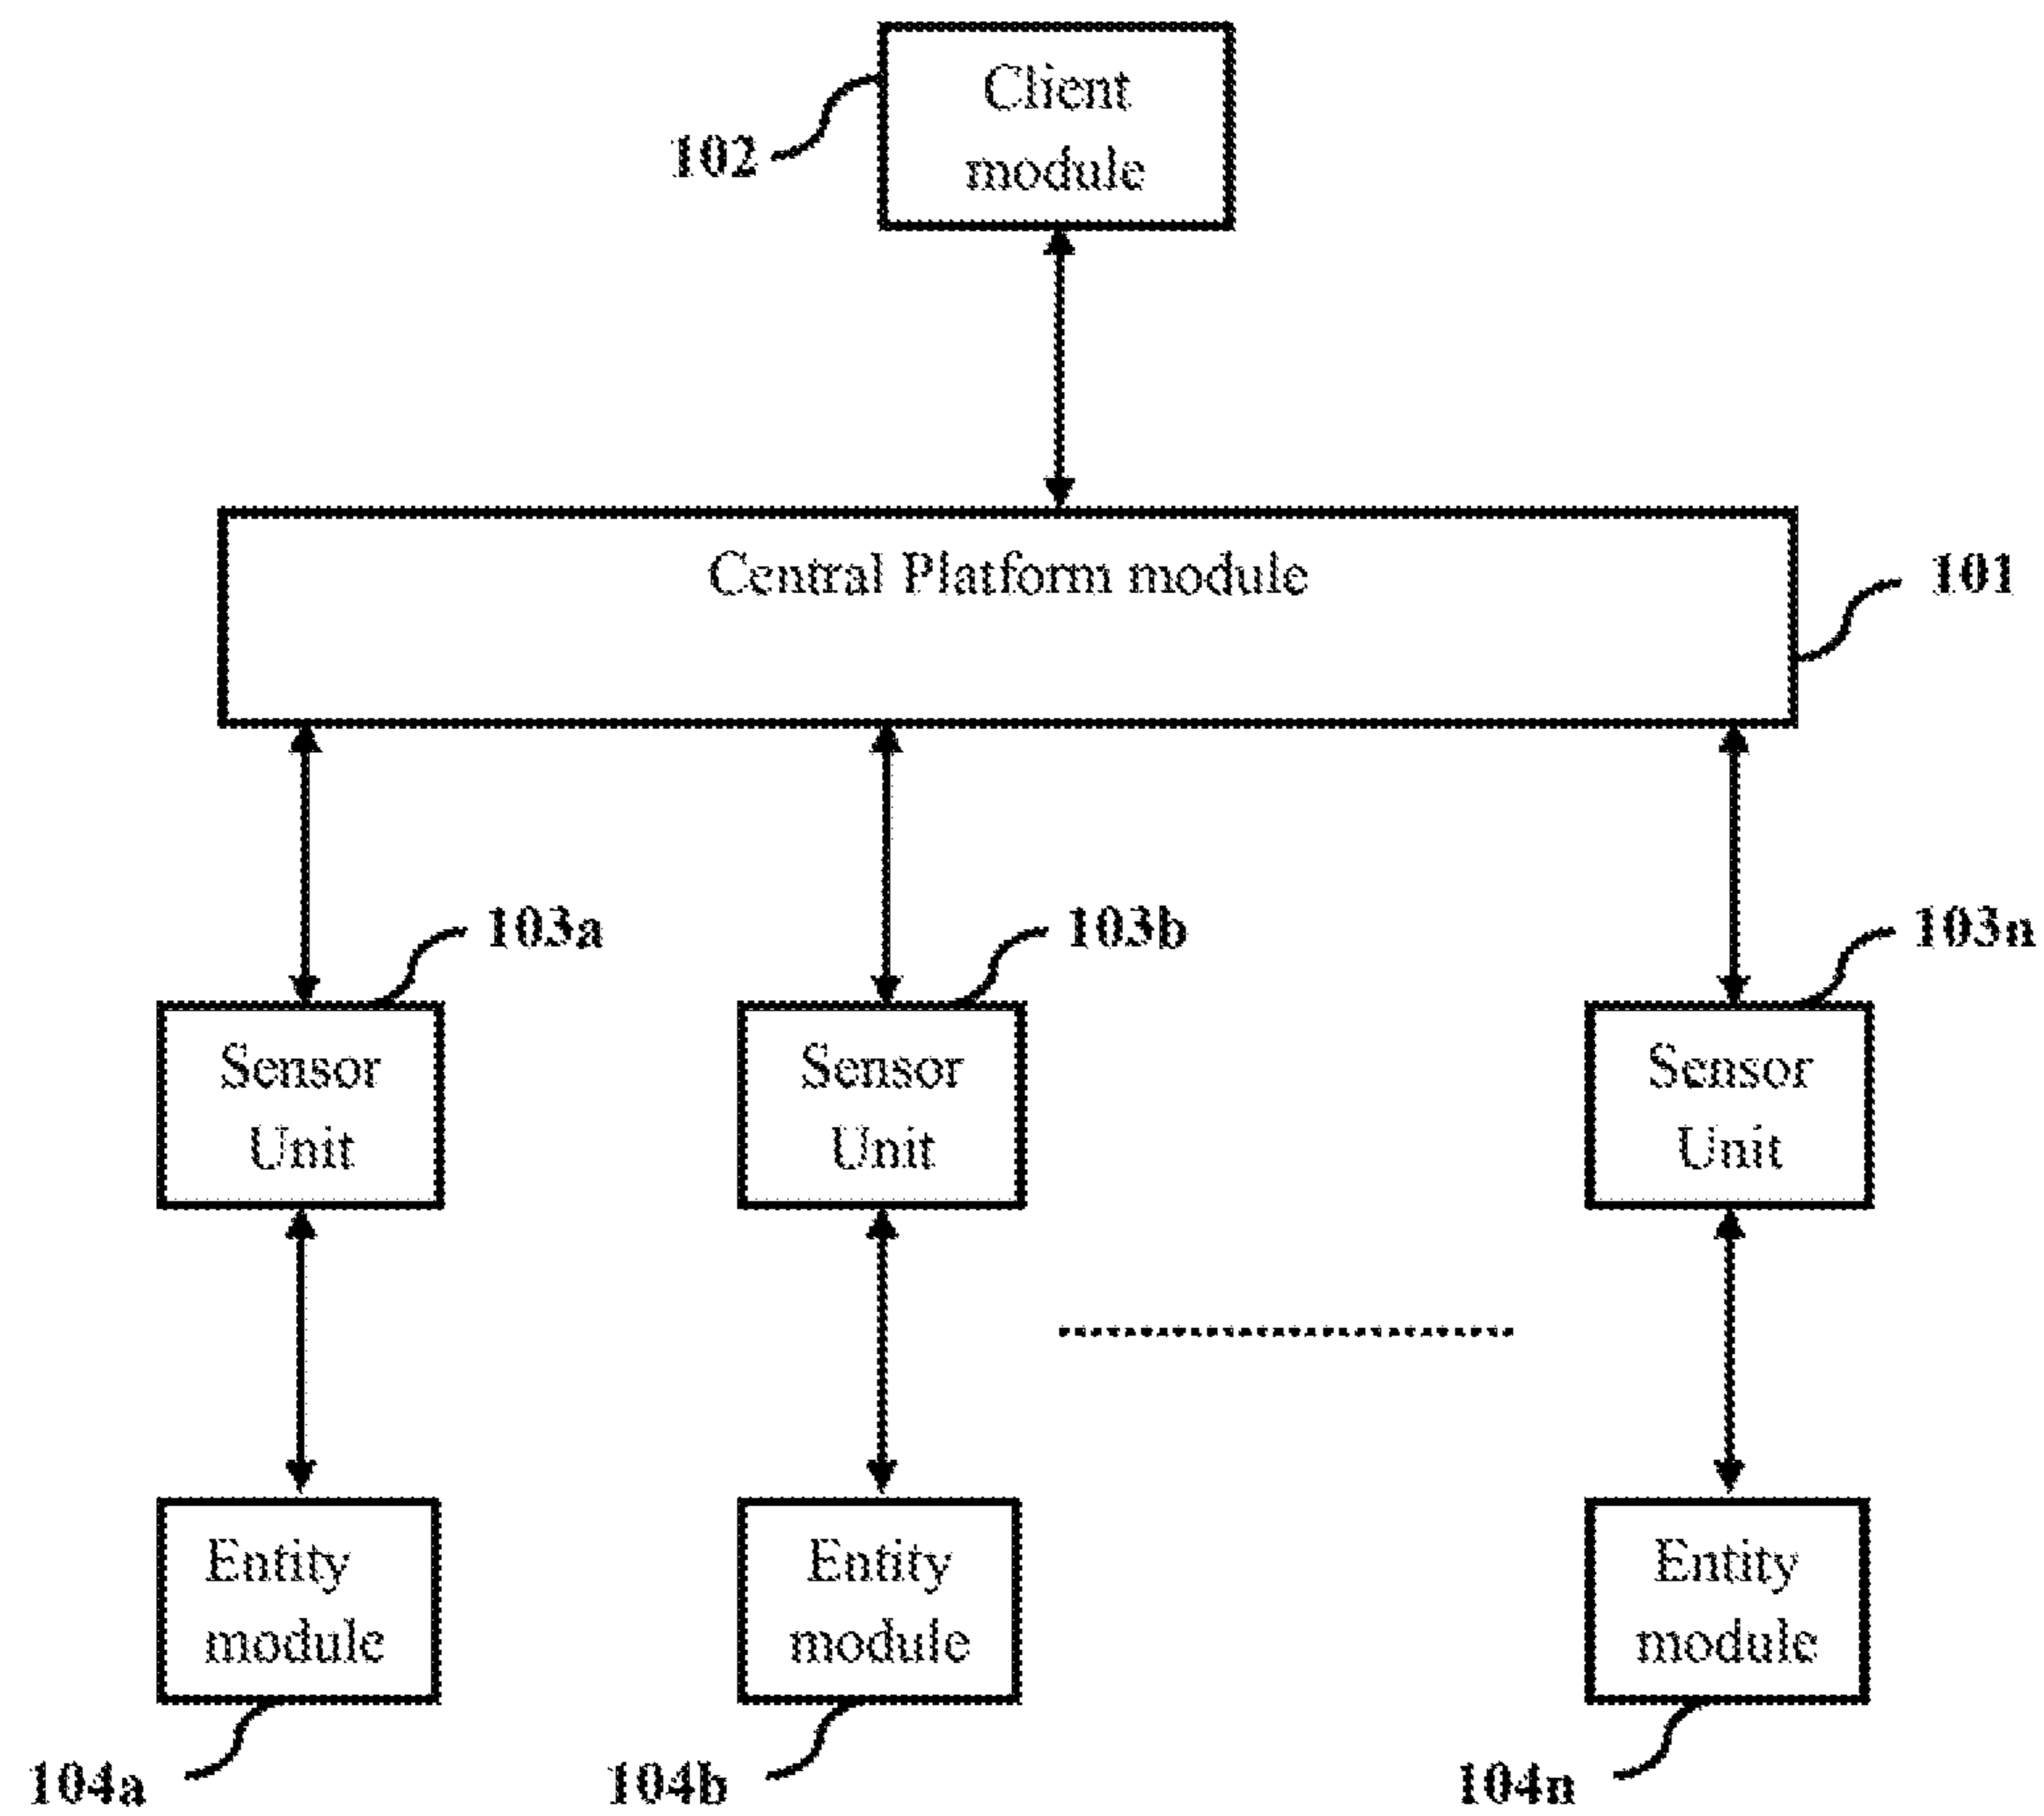 Client
module
102
Central Platform module
101
103a
103b
103n
Sensor
Unit
Sensor
Unit
Sensor
Unit
Entity
module
Entity
module
Entity
module
104a
104b
104n